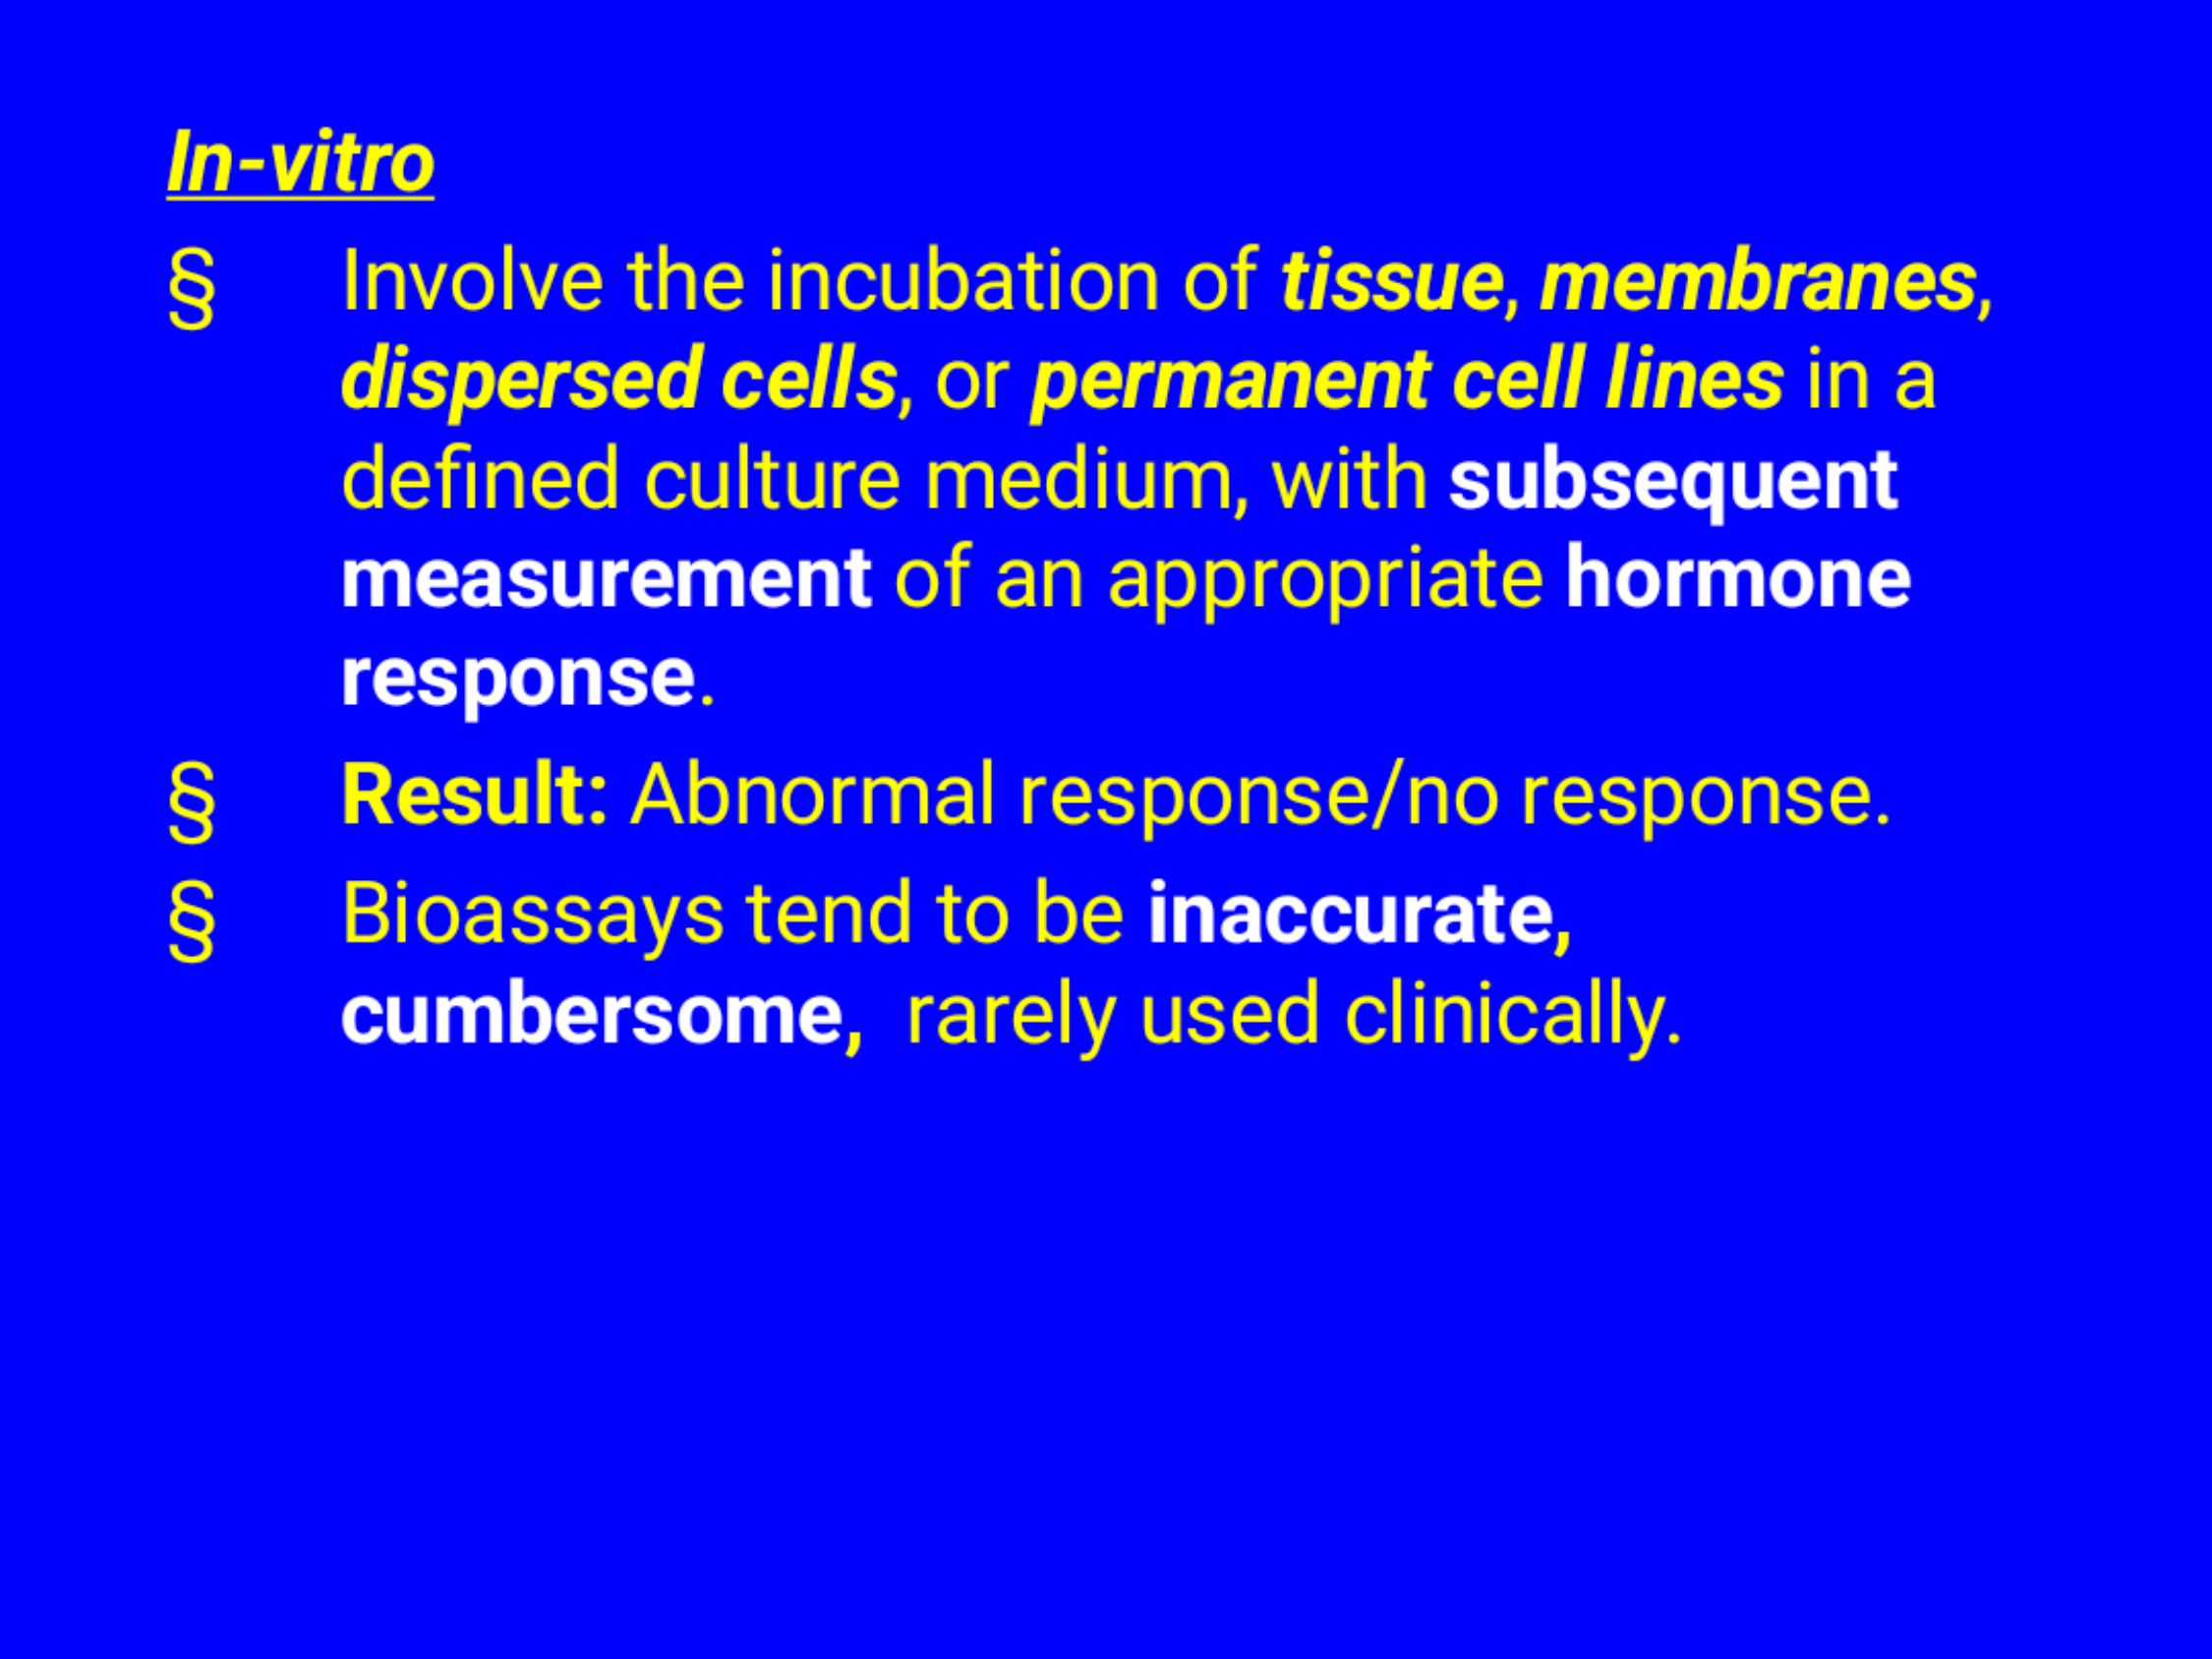 In-vitro
§ Involve the incubation of tissue, membranes,
dispersed cells, or permanent cell lines in a
defined culture medium, with subsequent
measurement of an appropriate hormone
response.
§ Result: Abnormal response/no response.
§ Bioassays tend to be inaccurate,
cumbersome,  rarely used clinically.